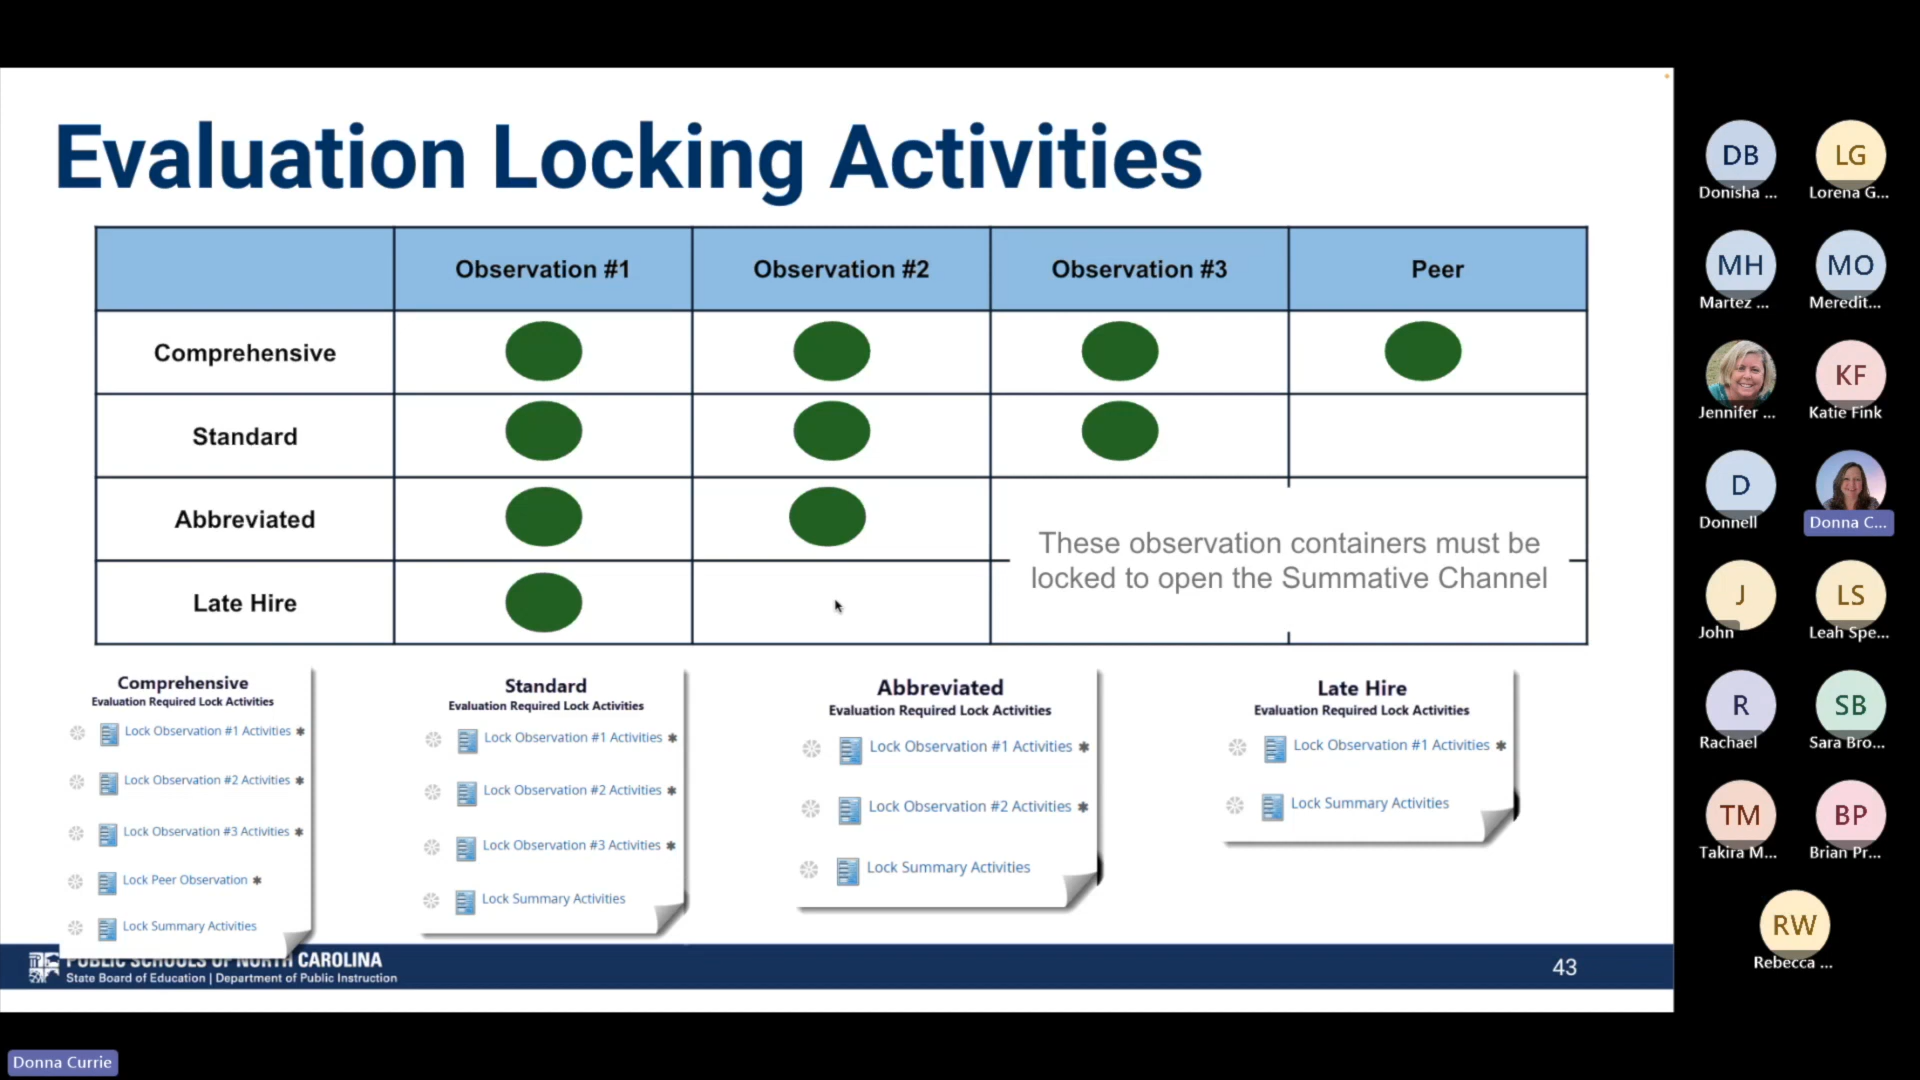 Evaluation Locking Activities
Observation #1
Observation #2
Observation #3
Peer
Comprehensive
Standard
Abbreviated
Late Hire
These observation containers must be
locked to open the Summative Channel
Comprehensive
Evaluation Required Lock Activities
Lock Observation #1 Activities *
Lock Observation #2 Activities *
Lock Observation #3 Activities *
Lock Peer Observation *
Lock Summary Activities
Standard
Evaluation Required Lock Activities
Lock Observation #1 Activities *
Lock Observation #2 Activities *
Lock Observation #3 Activities *
Lock Summary Activities
Abbreviated
Evaluation Required Lock Activities
Lock Observation #1 Activities *
Lock Observation #2 Activities *
Lock Summary Activities
Late Hire
Evaluation Required Lock Activities
Lock Observation #1 Activities *
Lock Summary Activities
PUBLIC SCHOOLS OF NORTH CAROLINA
State Board of Education | Department of Public Instruction
43
DB
Donisha ...
LG
Lorena G...
MH
Martez ...
MO
Meredit...
Jennifer ...
KF
Katie Fink
D
Donnell
Donna C...
J
John
LS
Leah Spe...
R
Rachael
SB
Sara Bro...
TM
Takira M...
BP
Brian Pr...
RW
Rebecca ...
Donna Currie